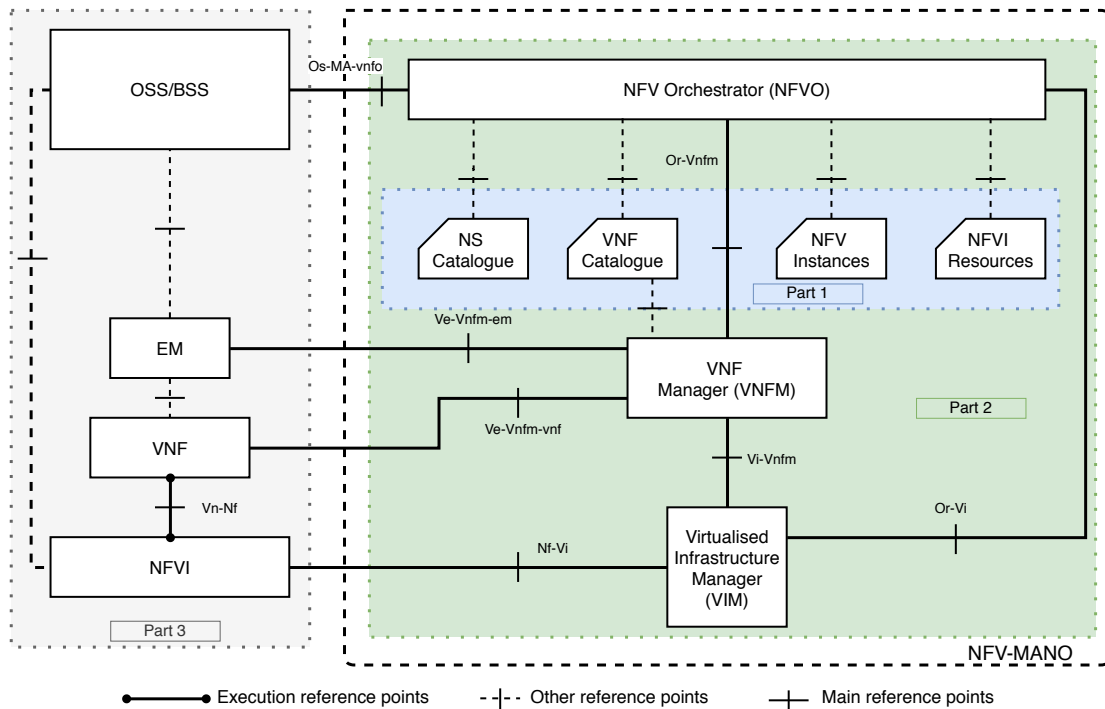 Os-MA-vnfo
OSS/BSS
NFV Orchestrator (NFVO)
Or-Vnfm
NS
Catalogue
VNF
Catalogue
NFV
Instances
NFVI
Resources
Part 1
Ve-Vnfm-em
EM
VNF
Manager (VNFM)
Part 2
Ve-Vnfm-vnf
VNF
Vi-Vnfm
Vn-Nf
Or-Vi
Virtualised
Infrastructure
Manager
(VIM)
Nf-Vi
NFVI
Part 3
NFV-MANO
Execution reference points
Other reference points
Main reference points